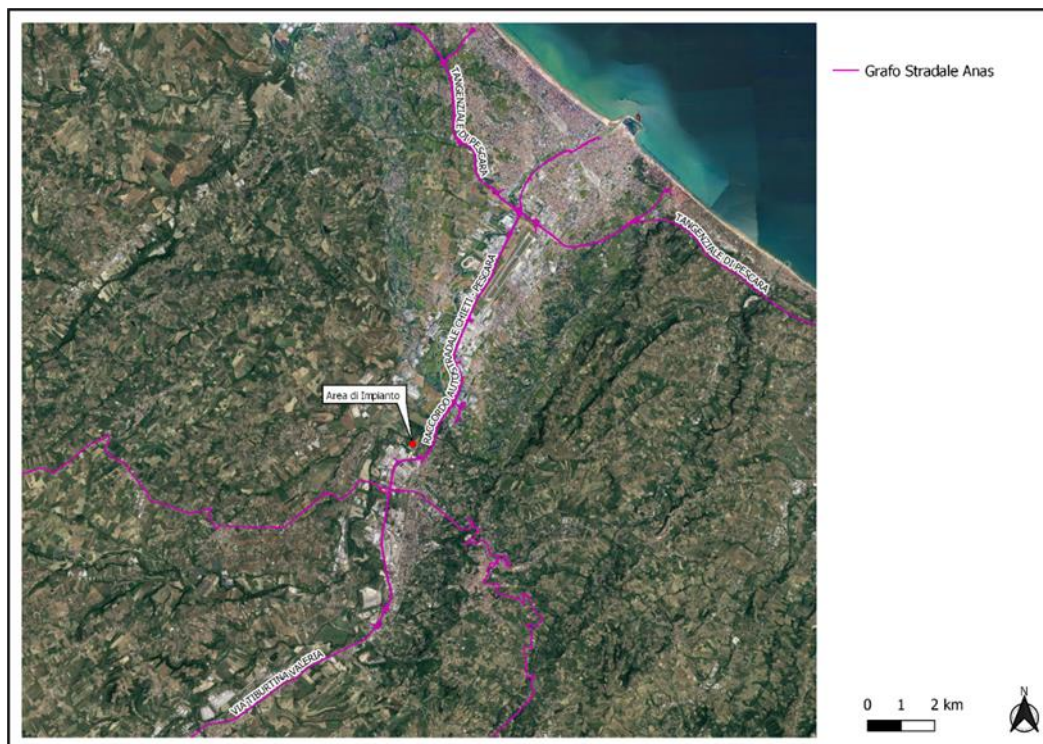 Grafo Stradale Anas
TANGENZIALE DI PESCARA
TANGENZIALE DI PESCARA
RACCORDO AUTOSTRADALE CHIETI - PESCARA
Area di Impianto
VIA TIBURTINA VALERIA
N
0 1 2 km